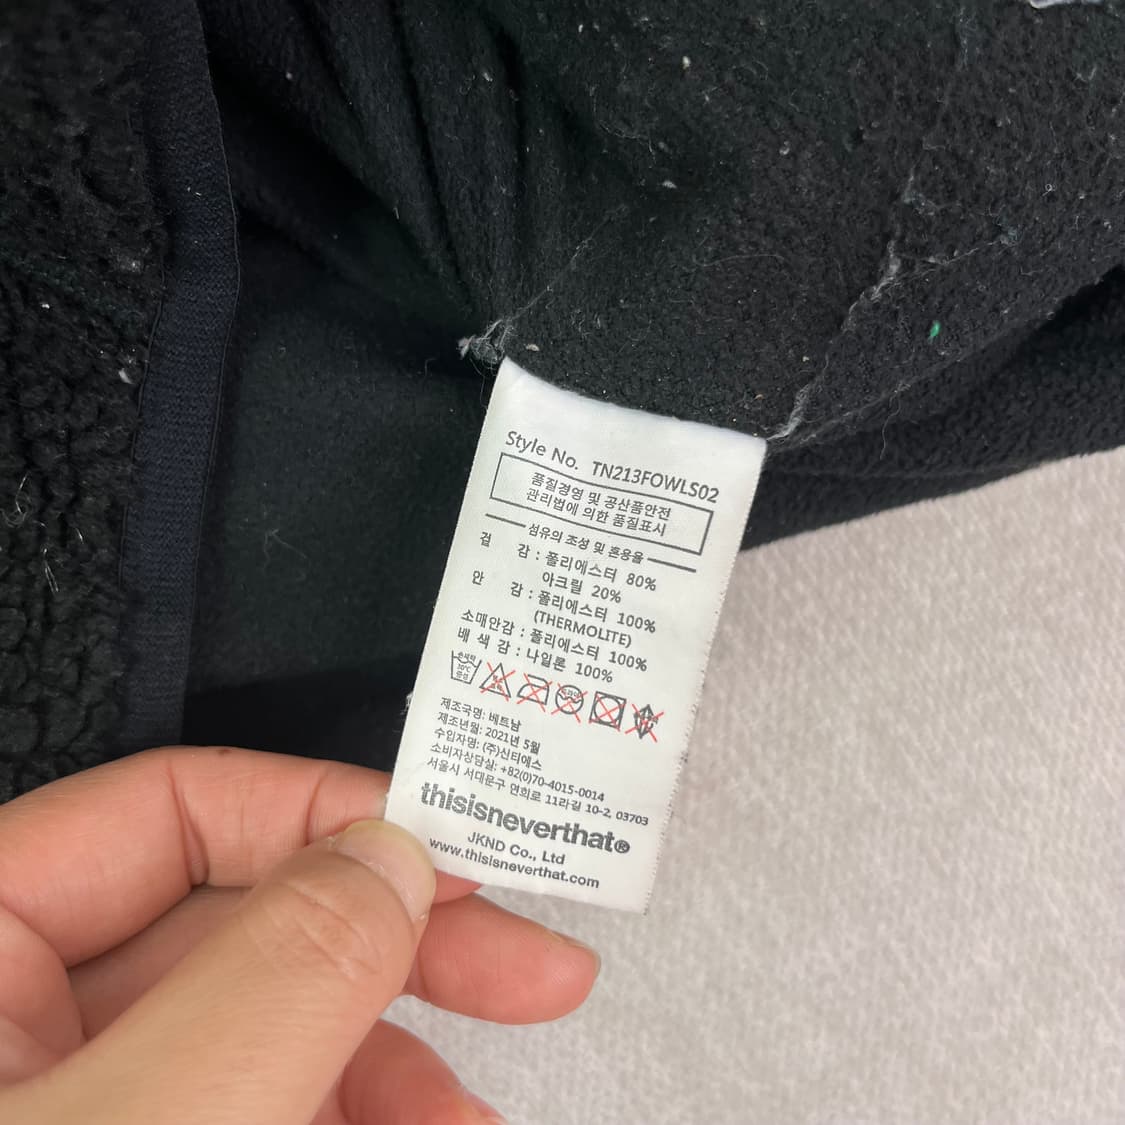 Style No. TN213FOWLS02
품질경영 및 공산품안전
관리법에 의한 품질표시
섬유의 조성 및 혼용율
겉 감 : 폴리에스터 80%
아크릴 20%
안 감 : 폴리에스터 100%
(THERMOLITE)
소매안감 : 폴리에스터 100%
배 색 감 : 나일론 100%
손세탁
30℃
중성
제조국명: 베트남
제조년월: 2021년 5월
수입자명: (주)신티에스
소비자상담실: +82(0)70-4015-0014
서울시 서대문구 연희로 11라길 10-2, 03703
thisisneverthat®
JKND Co., Ltd
www.thisisneverthat.com